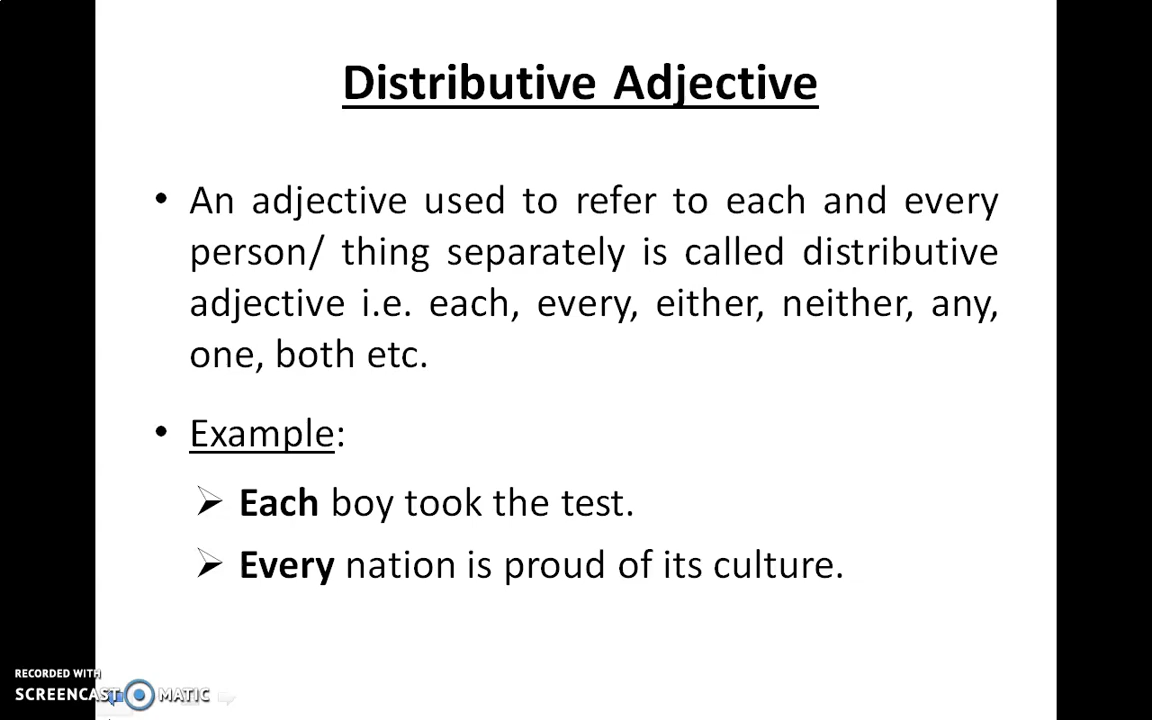 Distributive Adjective
• An adjective used to refer to each and every
person/ thing separately is called distributive
adjective i.e. each, every, either, neither, any,
one, both etc.
• Example:
➢ Each boy took the test.
➢ Every nation is proud of its culture.
RECORDED WITH
SCREENCAST MATIC